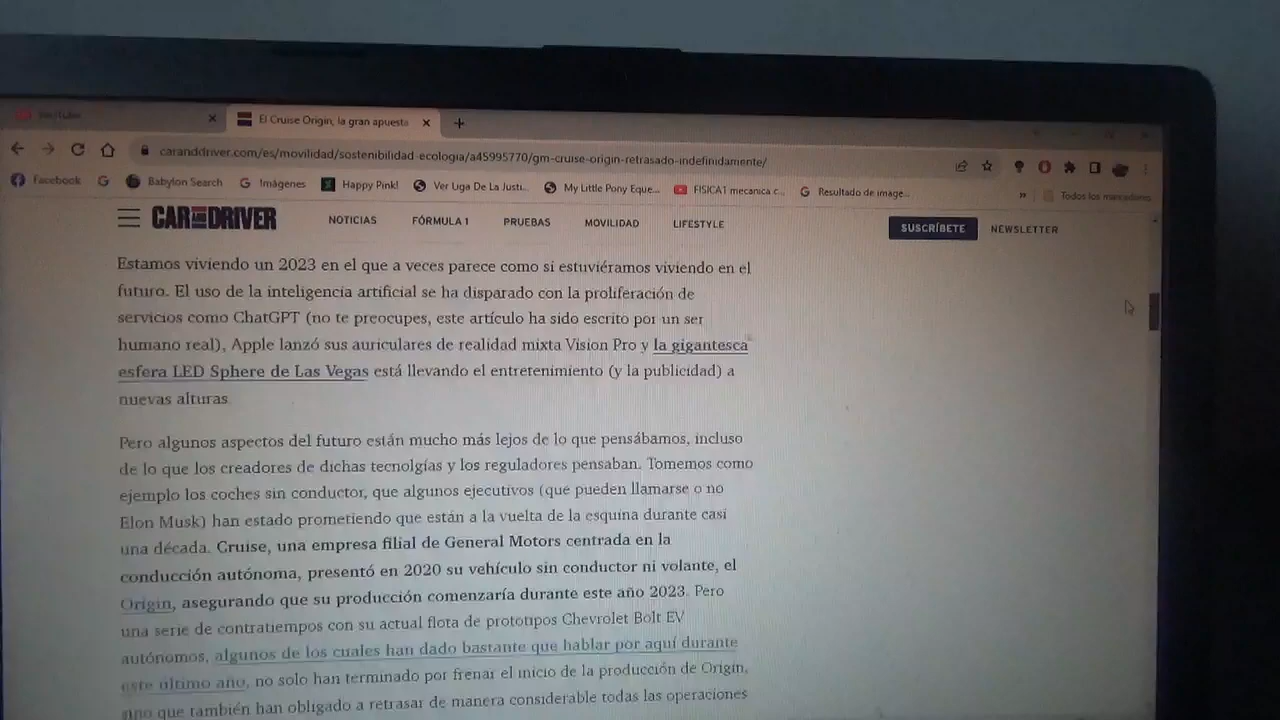 YouTube
El Cruise Origin, la gran apuesta
caranddriver.com/es/movilidad/sostenibilidad-ecologia/a45995770/gm-cruise-origin-retrasado-indefinidamente/
Facebook
Babylon Search
Imágenes
Happy Pink!
Ver Uga De La Justi...
My Little Pony Eque...
FISICA1 mecanica c...
Resultado de image...
»
Todos los marcadores
CAR AND DRIVER
NOTICIAS
FÓRMULA 1
PRUEBAS
MOVILIDAD
LIFESTYLE
SUSCRÍBETE
NEWSLETTER
Estamos viviendo un 2023 en el que a veces parece como si estuviéramos viviendo en el
futuro. El uso de la inteligencia artificial se ha disparado con la proliferación de
servicios como ChatGPT (no te preocupes, este artículo ha sido escrito por un ser
humano real), Apple lanzó sus auriculares de realidad mixta Vision Pro y la gigantesca
esfera LED Sphere de Las Vegas está llevando el entretenimiento (y la publicidad) a
nuevas alturas.
Pero algunos aspectos del futuro están mucho más lejos de lo que pensábamos, incluso
de lo que los creadores de dichas tecnolgías y los reguladores pensaban. Tomemos como
ejemplo los coches sin conductor, que algunos ejecutivos (que pueden llamarse o no
Elon Musk) han estado prometiendo que están a la vuelta de la esquina durante casi
una década. Cruise, una empresa filial de General Motors centrada en la
conducción autónoma, presentó en 2020 su vehículo sin conductor ni volante, el
Origin, asegurando que su producción comenzaría durante este año 2023. Pero
una serie de contratiempos con su actual flota de prototipos Chevrolet Bolt EV
autónomos, algunos de los cuales han dado bastante que hablar por aquí durante
este último año, no solo han terminado por frenar el inicio de la producción de Origin,
sino que también han obligado a retrasar de manera considerable todas las operaciones